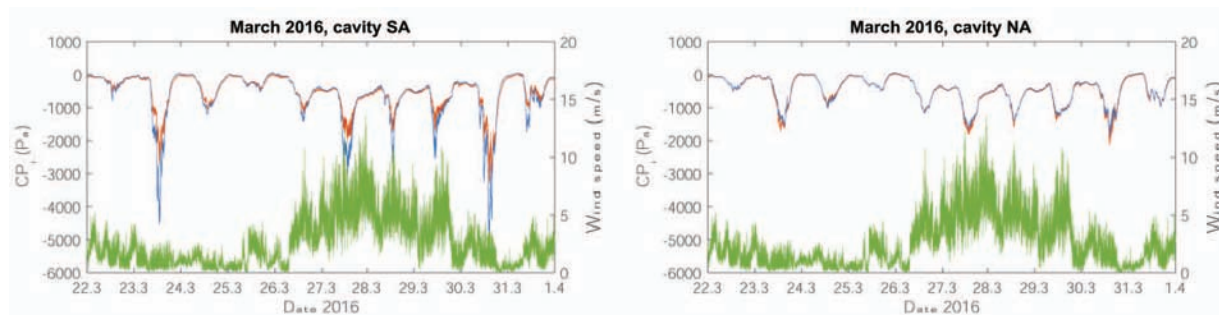 March 2016, cavity SA
1000
0
-1000
-2000
-3000
-4000
-5000
-6000
CP, (Pa)
20
15
10
5
0
Wind speed (m/s)
22.3 23.3 24.3 25.3 26.3 27.3 28.3 29.3 30.3 31.3 1.4
Date 2016
March 2016, cavity NA
1000
0
-1000
-2000
-3000
-4000
-5000
-6000
CP, (Pa)
20
15
10
5
0
Wind speed (m/s)
22.3 23.3 24.3 25.3 26.3 27.3 28.3 29.3 30.3 31.3 1.4
Date 2016